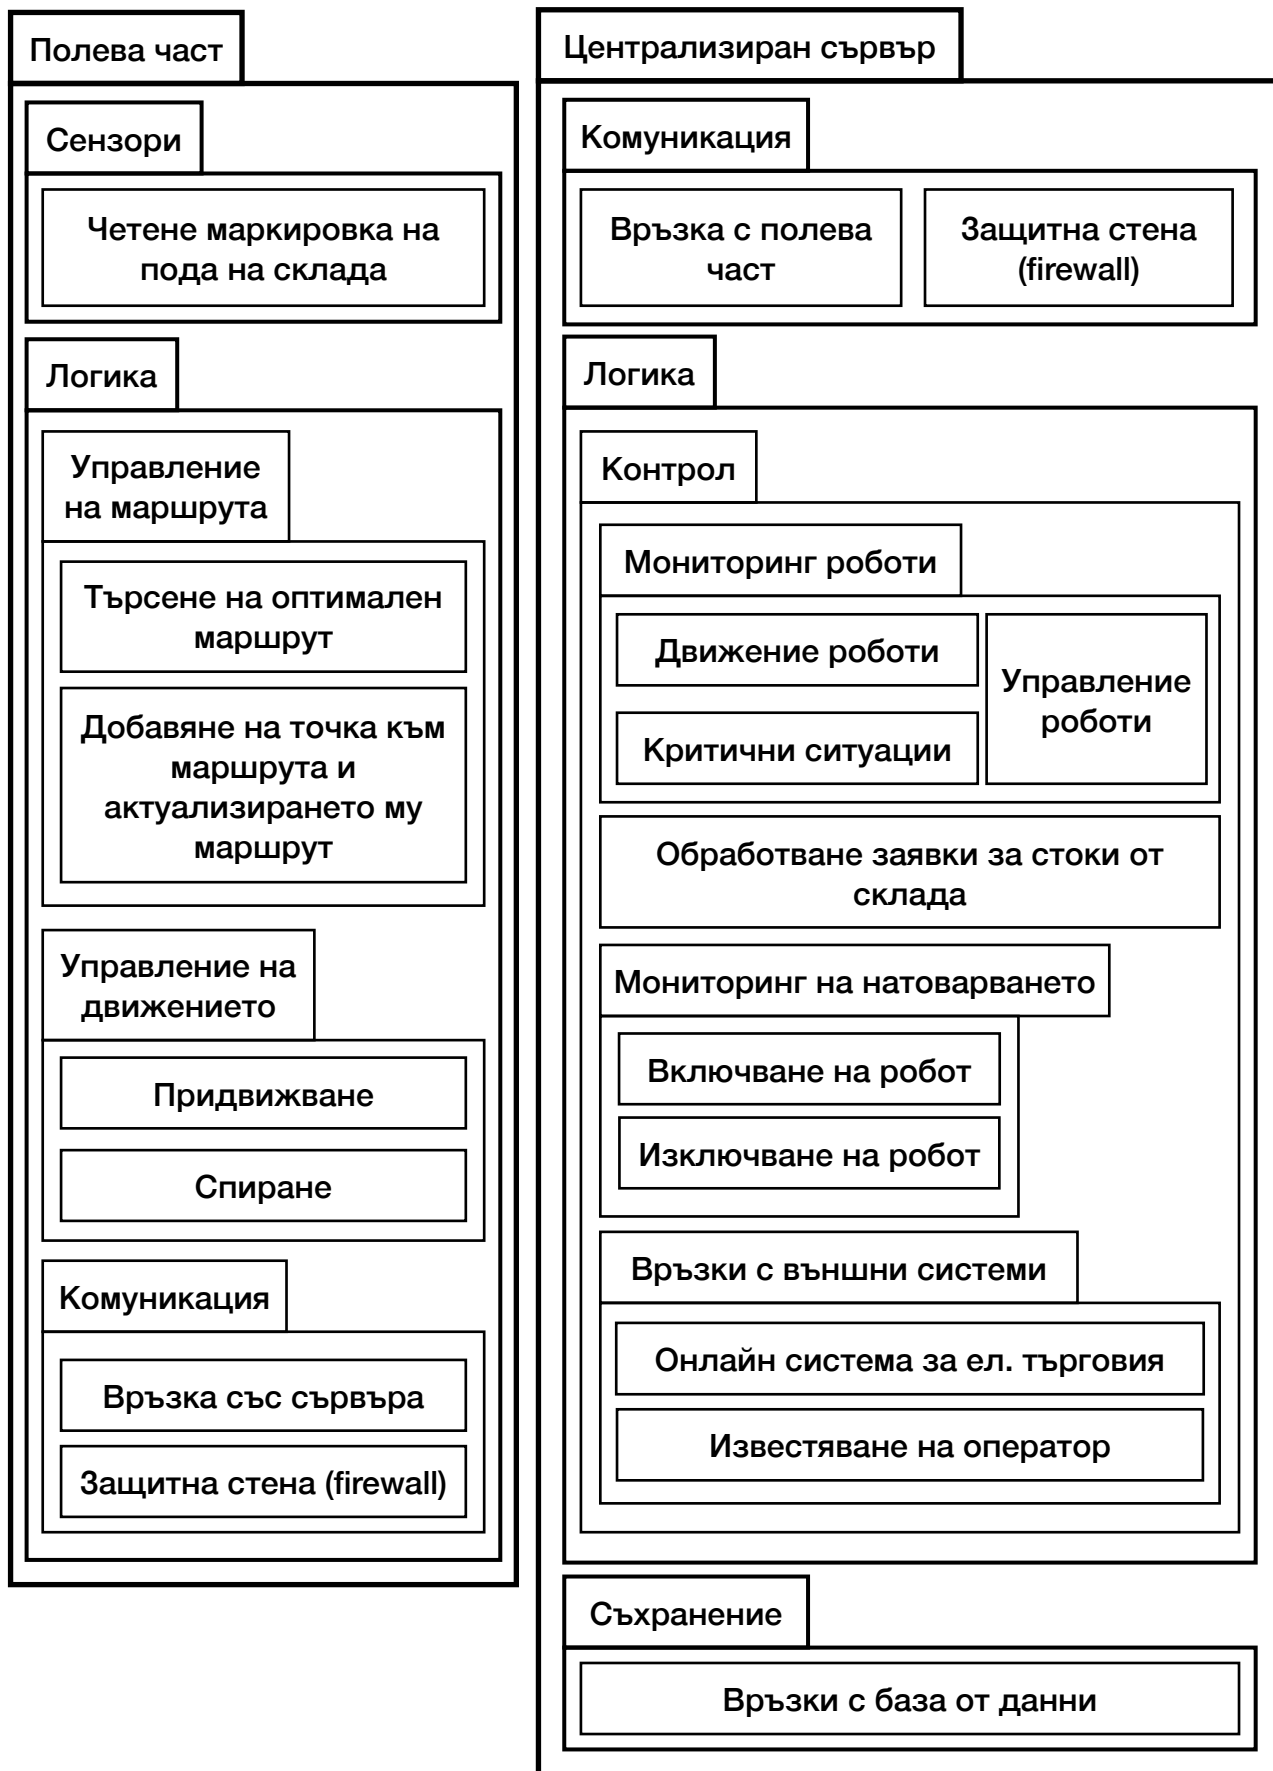 Полева част
Сензори
Четене маркировка на
пода на склада
Логика
Управление
на маршрута
Търсене на оптимален
маршрут
Добавяне на точка към
маршрута и
актуализирането му
маршрут
Управление на
движението
Придвижване
Спиране
Комуникация
Връзка със сървъра
Защитна стена (firewall)
Централизиран сървър
Комуникация
Връзка с полева
част
Защитна стена
(firewall)
Логика
Контрол
Мониторинг роботи
Движение роботи
Критични ситуации
Управление
роботи
Обработване заявки за стоки от
склада
Мониторинг на натоварването
Включване на робот
Изключване на робот
Връзки с външни системи
Онлайн система за ел. търговия
Известяване на оператор
Съхранение
Връзки с база от данни